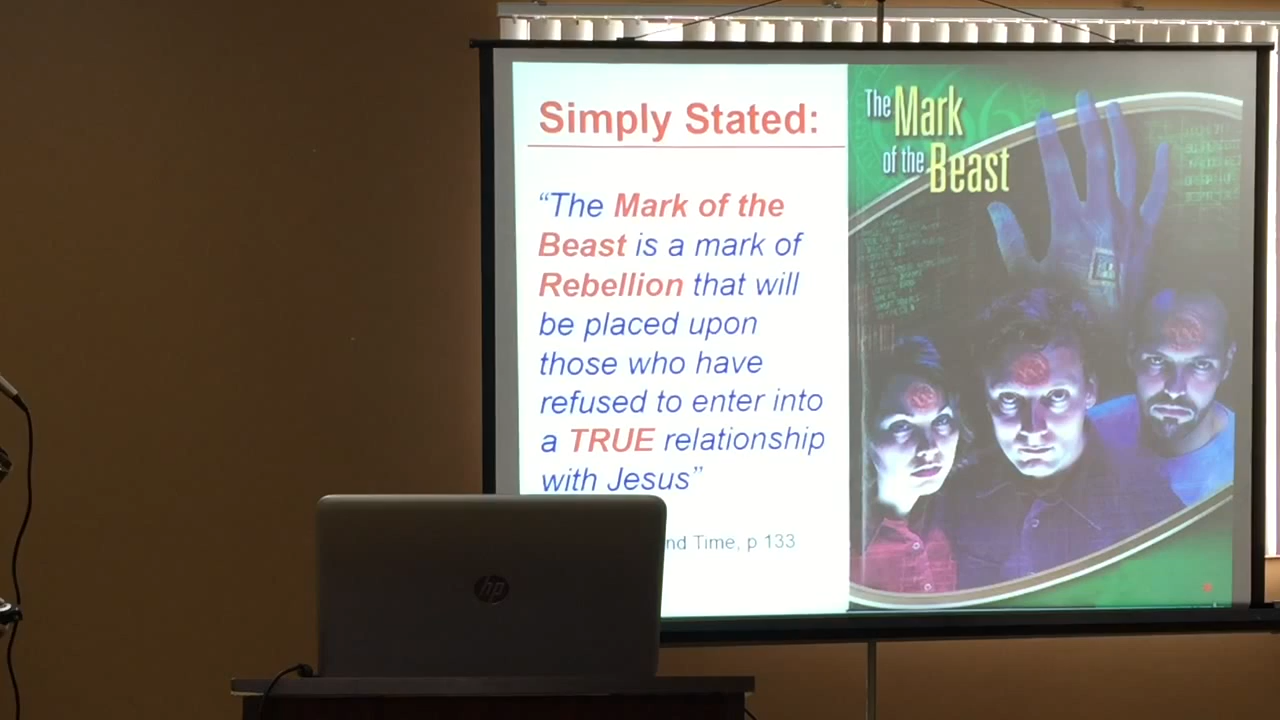 Simply Stated:
“The Mark of the
Beast is a mark of
Rebellion that will
be placed upon
those who have
refused to enter into
a TRUE relationship
with Jesus”
Time, p 133
The Mark
of the Beast
hp